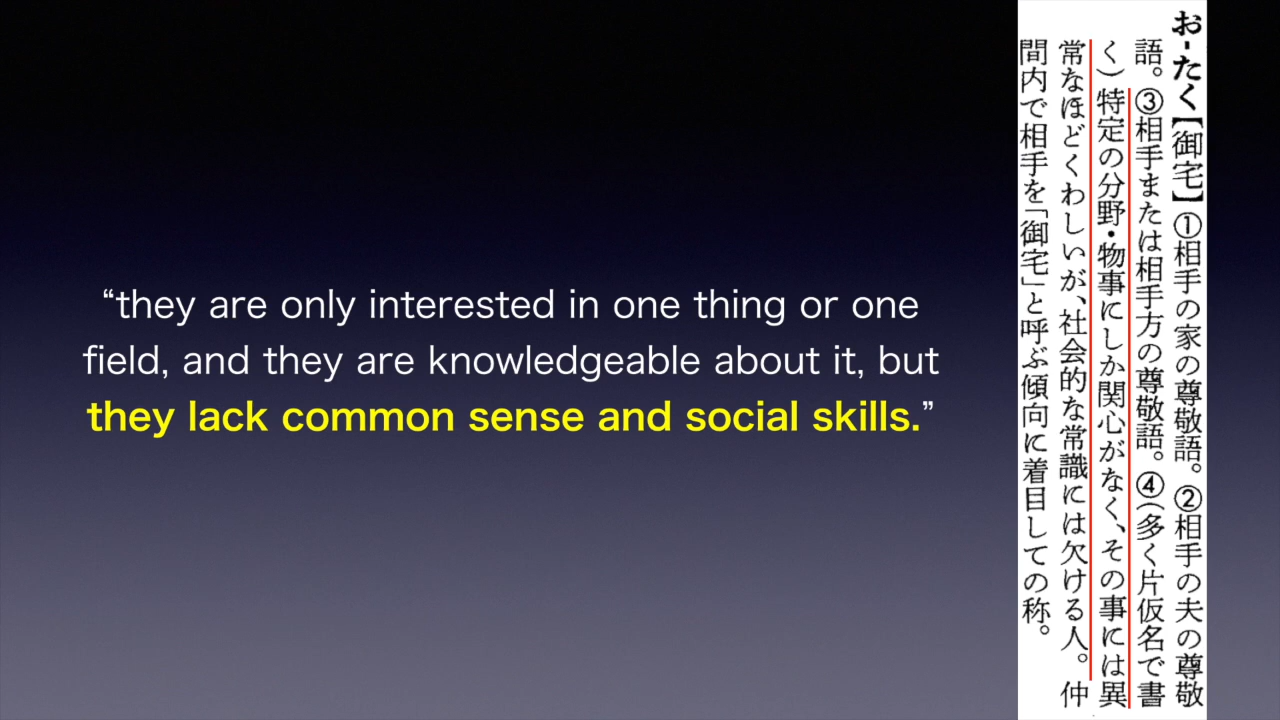 “they are only interested in one thing or one
field, and they are knowledgeable about it, but
they lack common sense and social skills.”
お-たく【御宅】①相手の家の尊敬語。②相手の夫の尊敬
語。③相手または相手方の尊敬語。④(多く片仮名で書
く)特定の分野・物事にしか関心がなく、その事には異
常なほどくわしいが、社会的な常識には欠ける人。仲
間内で相手を「御宅」と呼ぶ傾向に着目しての称。